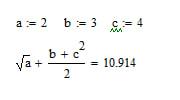 a := 2 b := 3 c := 4
√a + (b + c²)/2 = 10.914